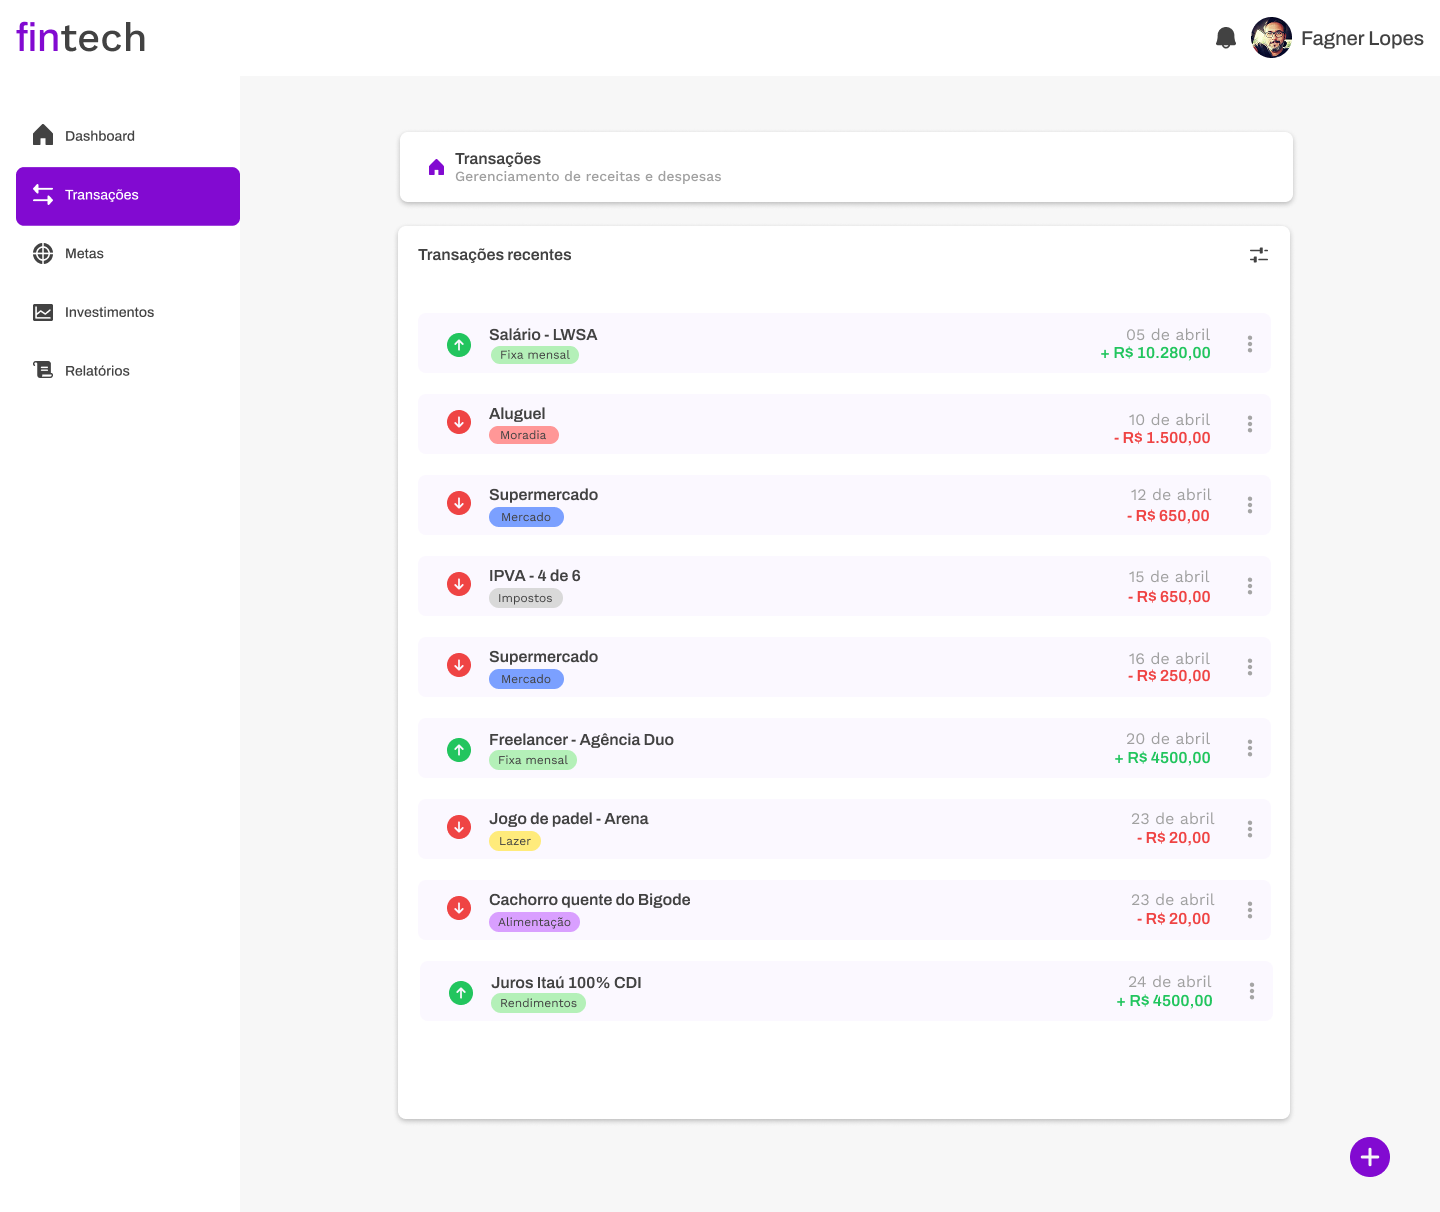 fintech
Fagner Lopes
Dashboard
Transações
Metas
Investimentos
Relatórios
Transações
Gerenciamento de receitas e despesas
Transações recentes
Salário - LWSA
Fixa mensal
05 de abril
+ R$ 10.280,00
Aluguel
Moradia
10 de abril
- R$ 1.500,00
Supermercado
Mercado
12 de abril
- R$ 650,00
IPVA - 4 de 6
Impostos
15 de abril
- R$ 650,00
Supermercado
Mercado
16 de abril
- R$ 250,00
Freelancer - Agência Duo
Fixa mensal
20 de abril
+ R$ 4500,00
Jogo de padel - Arena
Lazer
23 de abril
- R$ 20,00
Cachorro quente do Bigode
Alimentação
23 de abril
- R$ 20,00
Juros Itaú 100% CDI
Rendimentos
24 de abril
+ R$ 4500,00